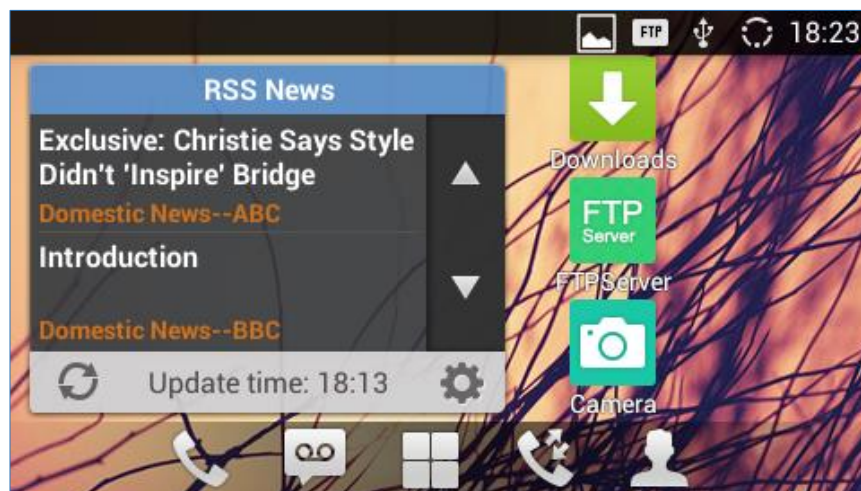 FTP 18:23
RSS News
Exclusive: Christie Says Style
Didn't 'Inspire' Bridge
Domestic News--ABC
Introduction
Domestic News--BBC
Update time: 18:13
Downloads
FTP
Server
FTPServer
Camera